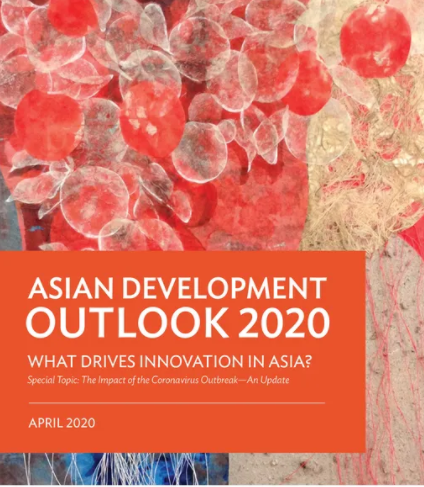 ASIAN DEVELOPMENT
OUTLOOK 2020
WHAT DRIVES INNOVATION IN ASIA?
Special Topic: The Impact of the Coronavirus Outbreak—An Update
APRIL 2020